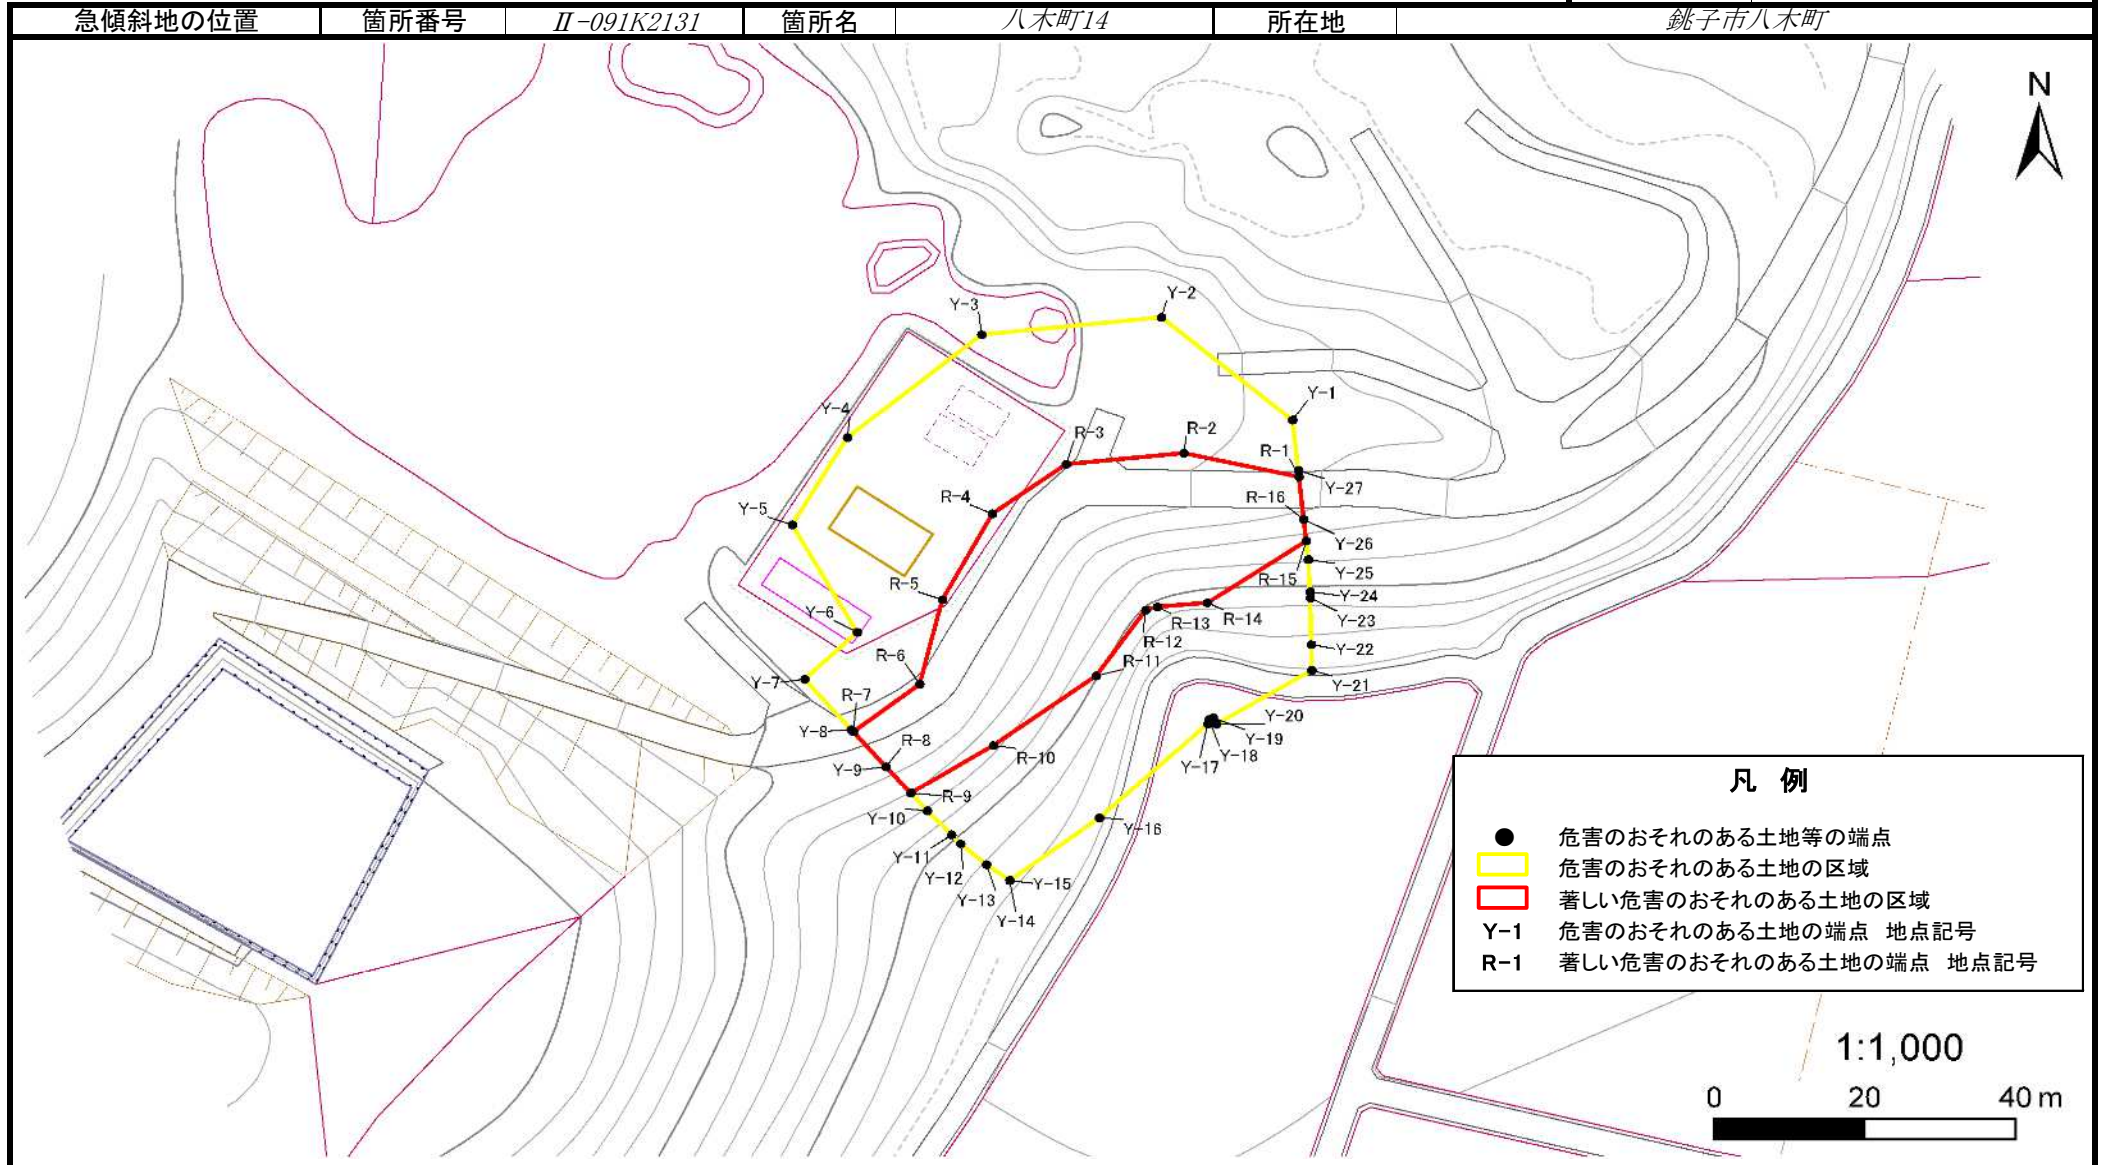 急傾斜地の位置 箇所番号 Ⅱ-091K2131 箇所名 八木町14 所在地 銚子市八木町
N
Y-2
Y-3
Y-1
Y-4
R-2
R-3
R-1
Y-27
R-4
R-16
Y-5
Y-26
Y-25
R-15
R-5
Y-24
Y-6
R-14
R-13
Y-23
R-12
Y-22
R-6
R-11
Y-7
Y-21
R-7
Y-20
Y-8
Y-19
R-8
R-10
Y-18
Y-9
Y-17
R-9
Y-10
Y-16
Y-11
Y-12
Y-15
Y-13
Y-14
凡 例
危害のおそれのある土地等の端点
危害のおそれのある土地の区域
著しい危害のおそれのある土地の区域
Y-1 危害のおそれのある土地の端点 地点記号
R-1 著しい危害のおそれのある土地の端点 地点記号
1:1,000
0 20 40 m